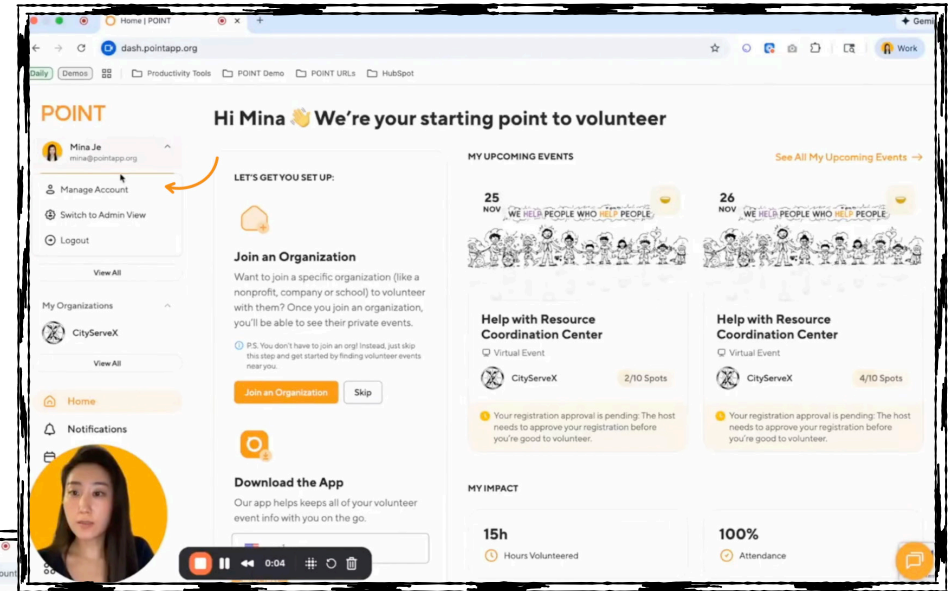 Home | POINT
Gemi
dash.pointapp.org
Work
Daily
Demos
Productivity Tools
POINT Demo
POINT URLs
HubSpot
POINT
Mina Je
mina@pointapp.org
Manage Account
Switch to Admin View
Logout
View All
My Organizations
CityServeX
View All
Home
Notifications
Hi Mina 👋 We're your starting point to volunteer
LET'S GET YOU SET UP:
Join an Organization
Want to join a specific organization (like a
nonprofit, company or school) to volunteer
with them? Once you join an organization,
you'll be able to see their private events.
P.S. You don't have to join an org! Instead, just skip
this step and get started by finding volunteer events
near you.
Join an Organization
Skip
Download the App
Our app helps keeps all of your volunteer
event info with you on the go.
MY UPCOMING EVENTS
See All My Upcoming Events →
25
NOV
WE HELP PEOPLE WHO HELP PEOPLE
Help with Resource
Coordination Center
Virtual Event
CityServeX
2/10 Spots
Your registration approval is pending: The host
needs to approve your registration before
you're good to volunteer.
26
NOV
WE HELP PEOPLE WHO HELP PEOPLE
Help with Resource
Coordination Center
Virtual Event
CityServeX
4/10 Spots
Your registration approval is pending: The host
needs to approve your registration before
you're good to volunteer.
MY IMPACT
15h
Hours Volunteered
100%
Attendance
0:04